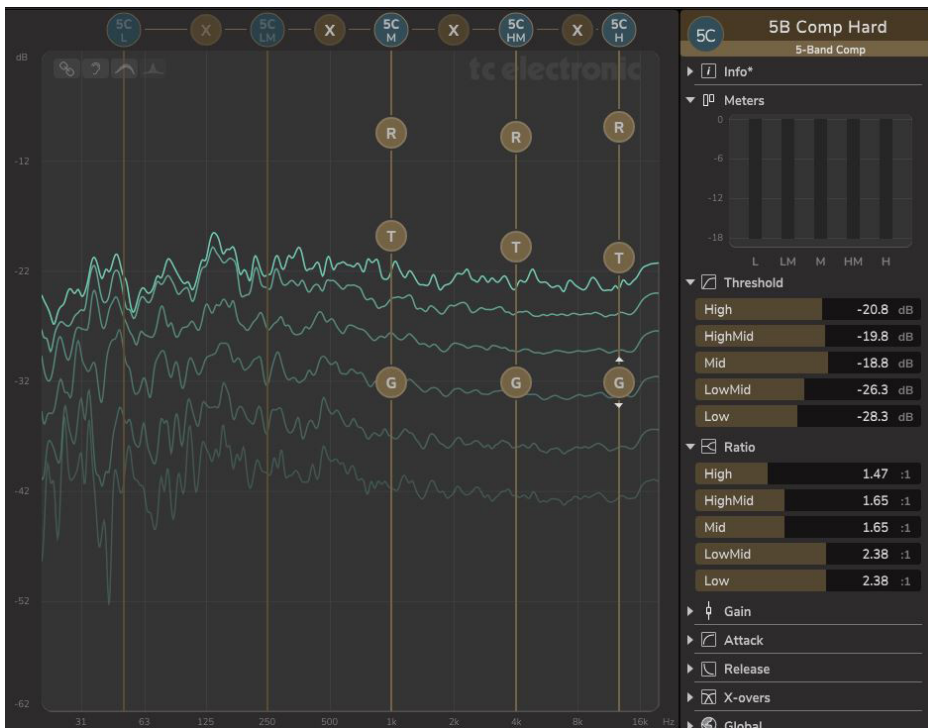 5C L X 5C LM X 5C M X 5C HM X 5C H
dB
tc electronic
R R R
-12
T T T
-22
-32
G G G
-42
-52
-62
31 63 125 250 500 1k 2k 4k 8k 16k Hz
5C
5B Comp Hard
5-Band Comp
i Info*
Meters
0
-6
-12
-18
L LM M HM H
Threshold
High -20.8 dB
HighMid -19.8 dB
Mid -18.8 dB
LowMid -26.3 dB
Low -28.3 dB
Ratio
High 1.47 :1
HighMid 1.65 :1
Mid 1.65 :1
LowMid 2.38 :1
Low 2.38 :1
Gain
Attack
Release
X-overs
Global